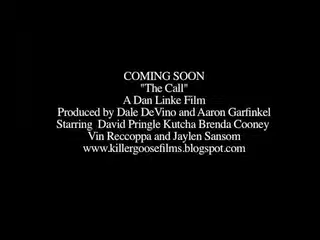 COMING SOON
"The Call"
A Dan Linke Film
Produced by Dale DeVino and Aaron Garfinkel
Starring David Pringle Kutcha Brenda Cooney
Vin Reccoppa and Jaylen Sansom
www.killergoosefilms.blogspot.com